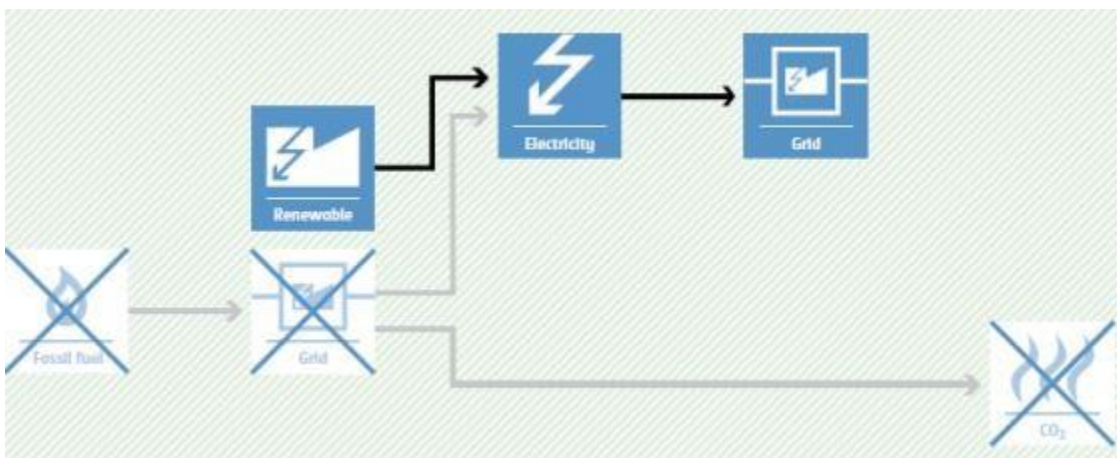 Electricity
Grid
Renewable
Fossil fuel
Grid
CO₂